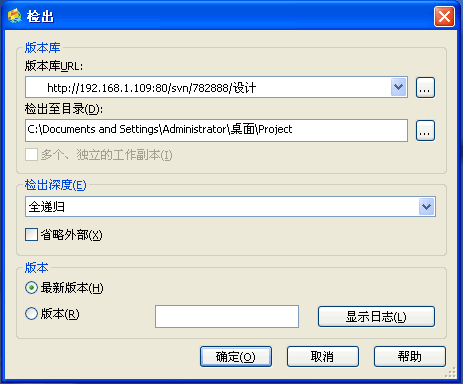 检出
版本库
版本库URL:
http://192.168.1.109:80/svn/782888/设计
...
检出至目录(D):
C:\Documents and Settings\Administrator\桌面\Project
...
多个、独立的工作副本(I)
检出深度(E)
全递归
省略外部(X)
版本
最新版本(H)
版本(R)
显示日志(L)
确定(O) 取消 帮助